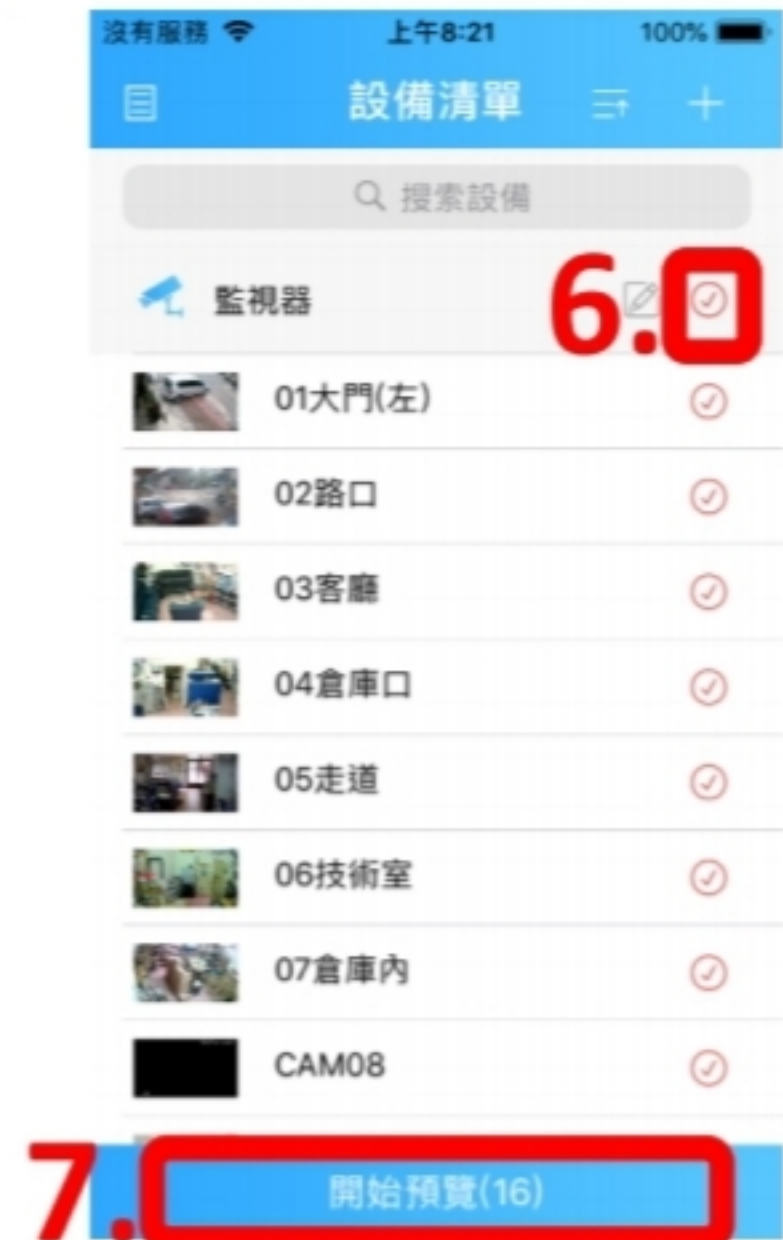 沒有服務 上午8:21 100%
設備清單
搜索設備
監視器 6.
01大門(左)
02路口
03客廳
04倉庫口
05走道
06技術室
07倉庫內
CAM08
7. 開始預覽(16)